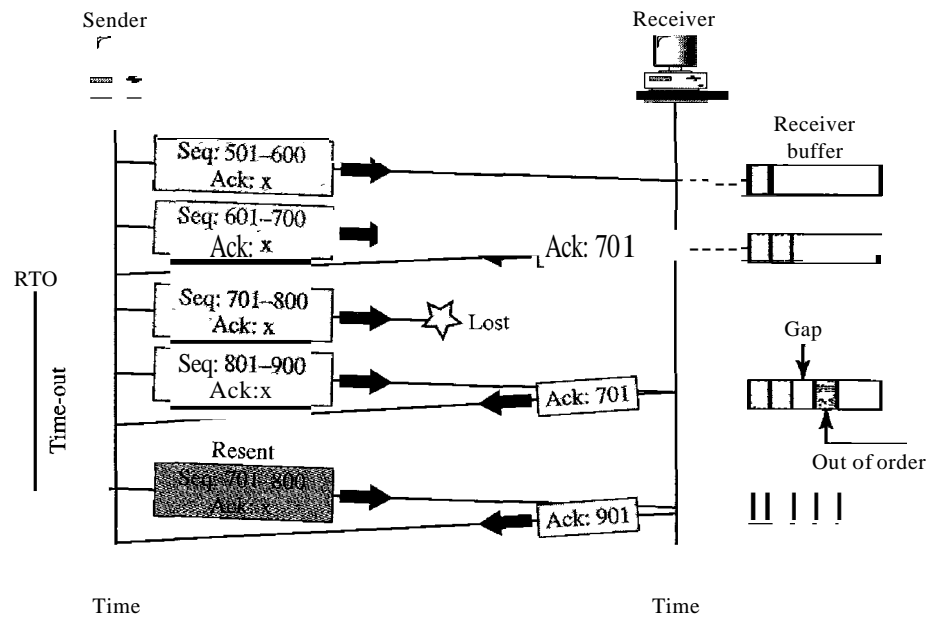 Sender
Receiver
Receiver
buffer
Seq: 501–600
Ack: x
Seq: 601–700
Ack: x
Ack: 701
RTO
Seq: 701–800
Ack: x
Lost
Gap
Seq: 801–900
Ack:x
Ack: 701
Time-out
Out of order
Resent
Seq: 701–800
Ack: x
Ack: 901
Time
Time